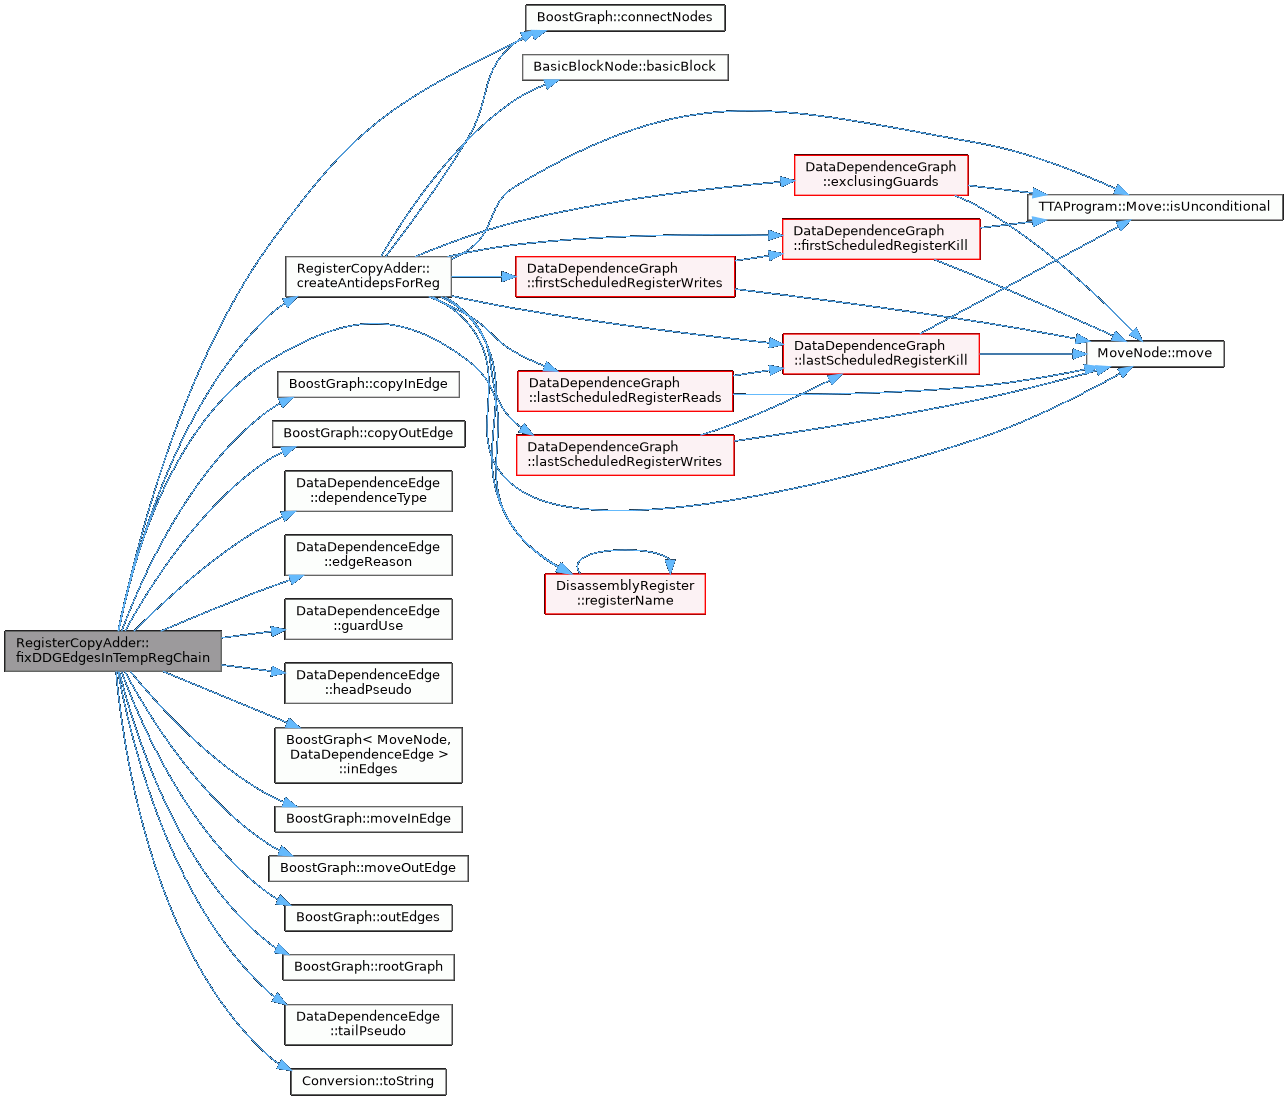 BoostGraph::connectNodes
BasicBlockNode::basicBlock
DataDependenceGraph
::exclusingGuards
TTAProgram::Move::isUnconditional
DataDependenceGraph
::firstScheduledRegisterKill
RegisterCopyAdder::
createAntidepsForReg
DataDependenceGraph
::firstScheduledRegisterWrites
DataDependenceGraph
::lastScheduledRegisterKill
MoveNode::move
BoostGraph::copyInEdge
DataDependenceGraph
::lastScheduledRegisterReads
BoostGraph::copyOutEdge
DataDependenceGraph
::lastScheduledRegisterWrites
DataDependenceEdge
::dependenceType
DataDependenceEdge
::edgeReason
DisassemblyRegister
::registerName
DataDependenceEdge
::guardUse
RegisterCopyAdder::
fixDDGEdgesInTempRegChain
DataDependenceEdge
::headPseudo
BoostGraph< MoveNode,
DataDependenceEdge >
::inEdges
BoostGraph::moveInEdge
BoostGraph::moveOutEdge
BoostGraph::outEdges
BoostGraph::rootGraph
DataDependenceEdge
::tailPseudo
Conversion::toString